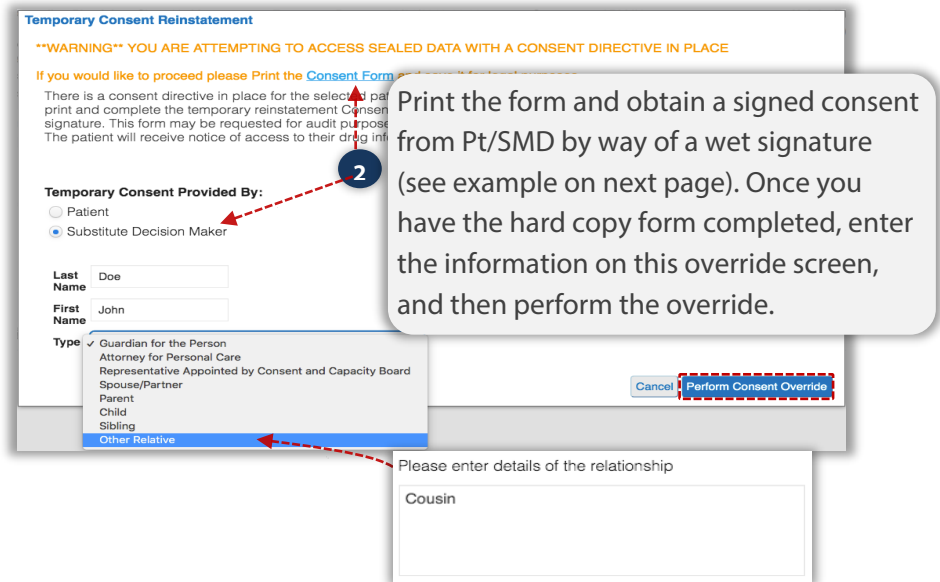 Temporary Consent Reinstatement
**WARNING** YOU ARE ATTEMPTING TO ACCESS SEALED DATA WITH A CONSENT DIRECTIVE IN PLACE
If you would like to proceed please Print the Consent Form
There is a consent directive in place for the selected
print and complete the temporary reinstatement
signature. This form may be requested for audit
The patient will receive notice of access to their drug
Print the form and obtain a signed consent
from Pt/SMD by way of a wet signature
(see example on next page). Once you
have the hard copy form completed, enter
the information on this override screen,
and then perform the override.
2
Temporary Consent Provided By:
Patient
Substitute Decision Maker
Last Name Doe
First Name John
Type ✓ Guardian for the Person
Attorney for Personal Care
Representative Appointed by Consent and Capacity Board
Spouse/Partner
Parent
Child
Sibling
Other Relative
Cancel Perform Consent Override
Please enter details of the relationship
Cousin